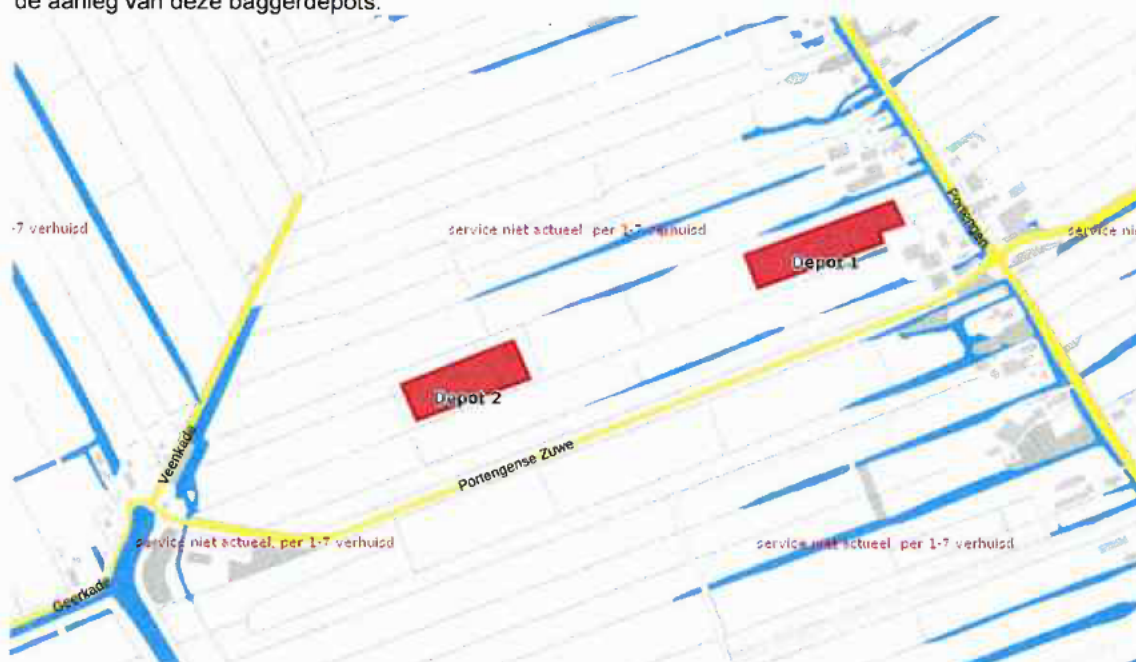 de aanleg van deze baggerdepots.
-7 verhuisd
service niet actueel, per 1-7 verhuisd
service ni
Portengen
Depot 1
Depot 2
Veenkade
Portengense Zuwe
service niet actueel, per 1-7 verhuisd
service niet actueel, per 1-7 verhuisd
Geerkade